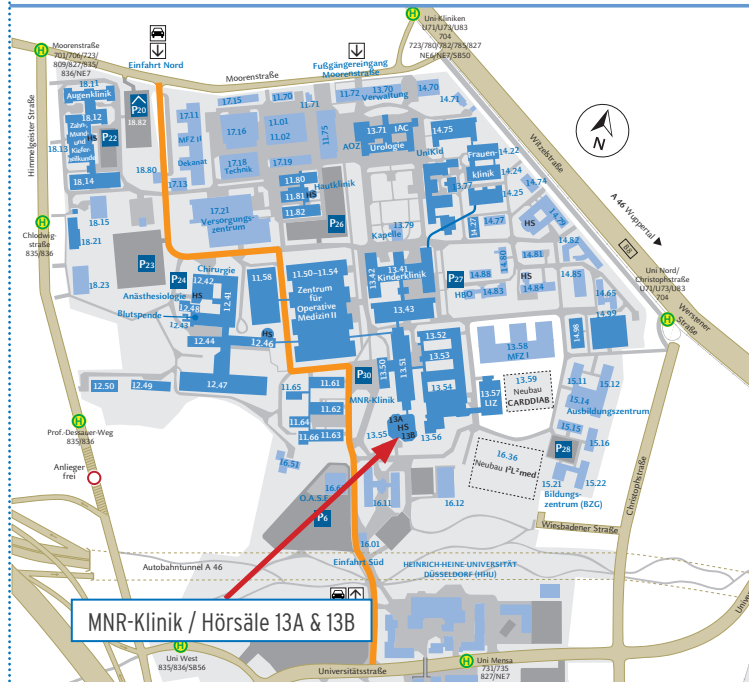 Uni-Kliniken
U71/U73/U83
704
723/780/782/785/827
NE6/NE7/SB50
Moorenstraße
701/706/723/
809/827/835/
836/NE7
Einfahrt Nord
Moorenstraße
Fußgängereingang
Moorenstraße
Himmelgeister Straße
18.11
Augenklinik
18.12
Zahn-,
Mund-
und
Kiefer-
heilkunde
HS
18.13
18.14
P20
18.82
P22
18.80
17.11
MFZ II
Dekanat
17.13
17.15
17.16
17.18
Technik
11.70
11.71
11.01
11.02
17.19
11.75
11.72
13.70
Verwaltung
14.70
14.71
AOZ
13.71
IAC
Urologie
14.75
UniKid
Frauen-
klinik
14.22
14.24
14.25
14.74
13.77
Witzelstraße
A 46 Wuppertal
B8
N
11.80
11.81
HS
11.82
Hautklinik
P26
17.21
Versorgungs-
zentrum
Kapelle
13.79
14.77
HS
14.79
14.82
Chlodwig-
straße
835/836
18.15
18.21
18.23
P23
P24
Chirurgie
12.42
Anästhesiologie
HS
12.41
12.48
Blutspende
12.43
12.44
11.58
HS
12.46
11.50–11.54
Zentrum
für
Operative
Medizin II
13.42
13.41
Kinderklinik
13.43
P27
HBO
14.88
14.83
14.80
14.81
HS
14.84
14.85
14.65
14.99
14.98
Uni Nord/
Christophstraße
U71/U73/U83
704
Werstener
Straße
12.50
12.49
12.47
11.65
11.61
11.62
11.64
11.66
11.63
P30
13.50
13.51
MNR-Klinik
13.52
13.53
13.54
13.55
13A
HS
13B
13.56
13.57
LIZ
13.58
MFZ I
13.59
Neubau
CARDDIAB
15.11
15.12
15.14
Ausbildungszentrum
15.15
15.16
P28
15.21
15.22
Bildungs-
zentrum (BZG)
16.36
Neubau I²L²med
Prof.-Dessauer-Weg
835/836
Anlieger
frei
16.51
O.A.S.E.
P6
16.11
16.12
16.01
Einfahrt Süd
Wiesbadener Straße
Christophstraße
Autobahntunnel A 46
HEINRICH-HEINE-UNIVERSITÄT
DÜSSELDORF (HHU)
MNR-Klinik / Hörsäle 13A & 13B
Uni West
835/836/SB56
Universitätsstraße
Uni Mensa
731/735
827/NE7